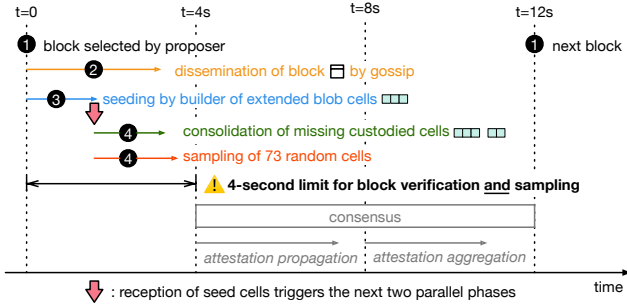 t=0 t=4s t=8s t=12s
1 block selected by proposer 1 next block
2 dissemination of block by gossip
3 seeding by builder of extended blob cells
4 consolidation of missing custodied cells
4 sampling of 73 random cells
4-second limit for block verification and sampling
consensus
attestation propagation attestation aggregation
time
: reception of seed cells triggers the next two parallel phases